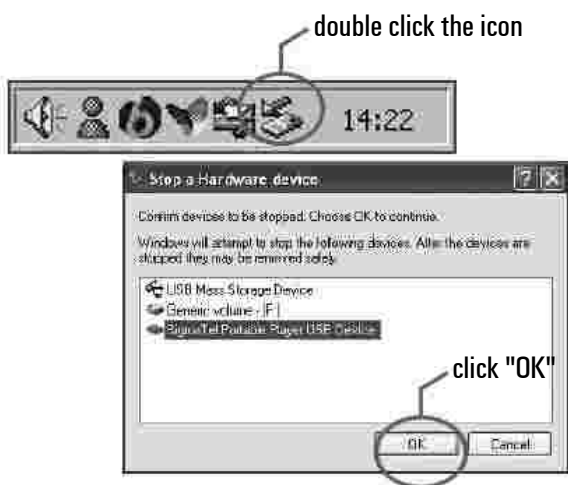 double click the icon
14:22
Stop a Hardware device
Confirm devices to be stopped. Choose OK to continue.
Windows will attempt to stop the following devices. After the devices are
stopped they may be removed safely.
USB Mass Storage Device
Generic volume - (F:)
SigmaTel Portable Player USB Device
click "OK"
OK
Cancel